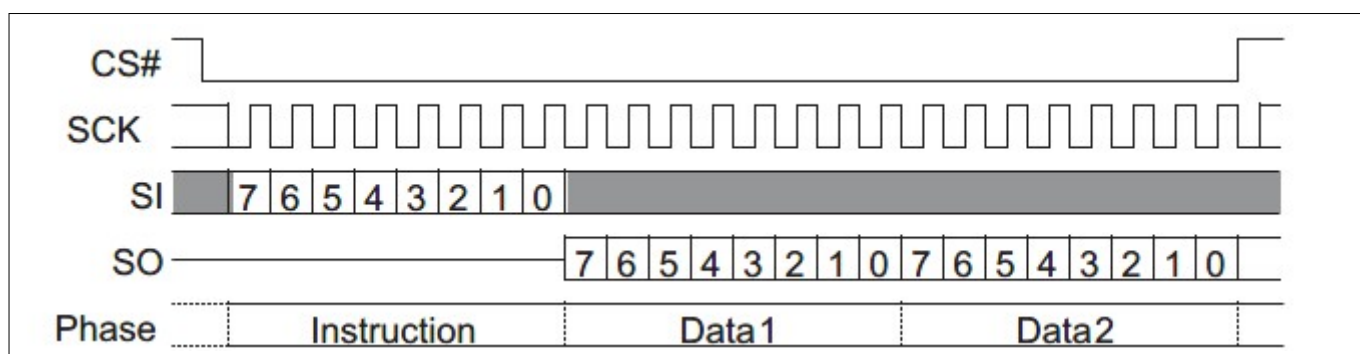 CS#
SCK
SI 7 6 5 4 3 2 1 0
SO 7 6 5 4 3 2 1 0 7 6 5 4 3 2 1 0
Phase Instruction Data1 Data2